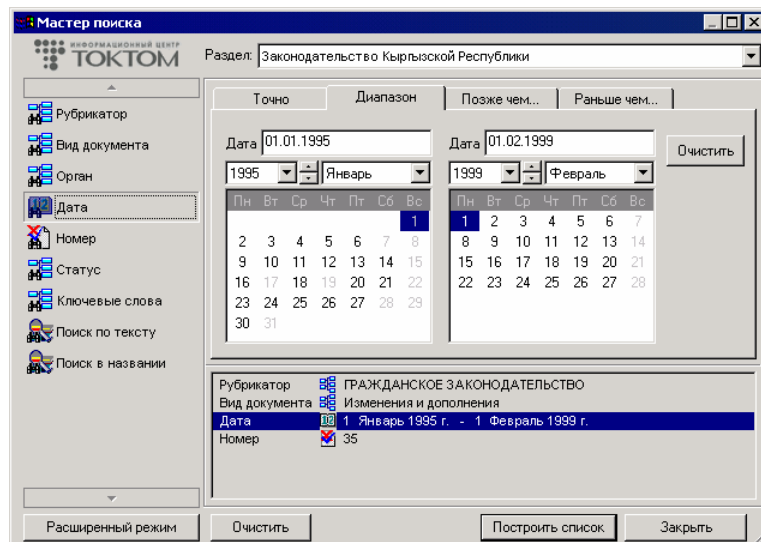 Мастер поиска
ИНФОРМАЦИОННЫЙ ЦЕНТР
ТОКТОМ
Раздел: Законодательство Кыргызской Республики
Рубрикатор
Вид документа
Орган
Дата
Номер
Статус
Ключевые слова
Поиск по тексту
Поиск в названии
Точно Диапазон Позже чем... Раньше чем...
Дата 01.01.1995 Дата 01.02.1999 Очистить
1995 Январь 1999 Февраль
Пн Вт Ср Чт Пт Сб Вс Пн Вт Ср Чт Пт Сб Вс
1 1 2 3 4 5 6 7
2 3 4 5 6 7 8 8 9 10 11 12 13 14
9 10 11 12 13 14 15 15 16 17 18 19 20 21
16 17 18 19 20 21 22 22 23 24 25 26 27 28
23 24 25 26 27 28 29
30 31
Рубрикатор ГРАЖДАНСКОЕ ЗАКОНОДАТЕЛЬСТВО
Вид документа Изменения и дополнения
Дата 1 Январь 1995 г. - 1 Февраль 1999 г.
Номер 35
Расширенный режим Очистить Построить список Закрыть